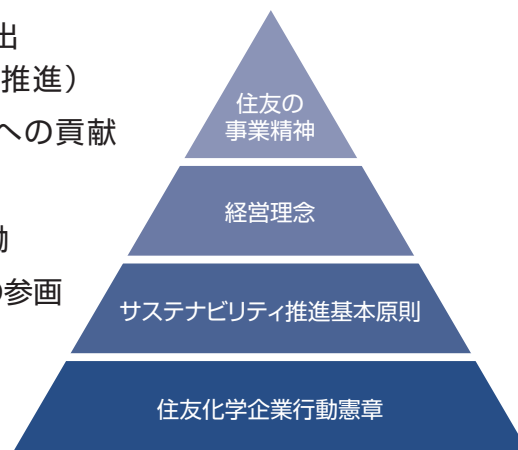 出
推進）
への貢献
働
の参画
住友の
事業精神
経営理念
サステナビリティ推進基本原則
住友化学企業行動憲章